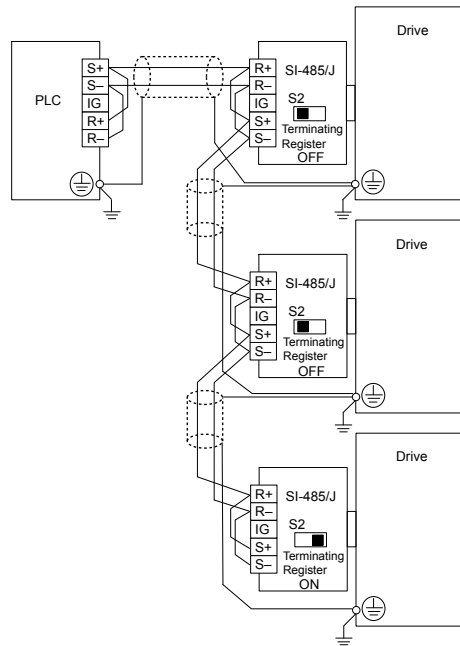 PLC
S+
S–
IG
R+
R–
R+
R–
IG
S+
S–
SI-485/J
S2
Terminating
Register
OFF
Drive
R+
R–
IG
S+
S–
SI-485/J
S2
Terminating
Register
OFF
Drive
R+
R–
IG
S+
S–
SI-485/J
S2
Terminating
Register
ON
Drive